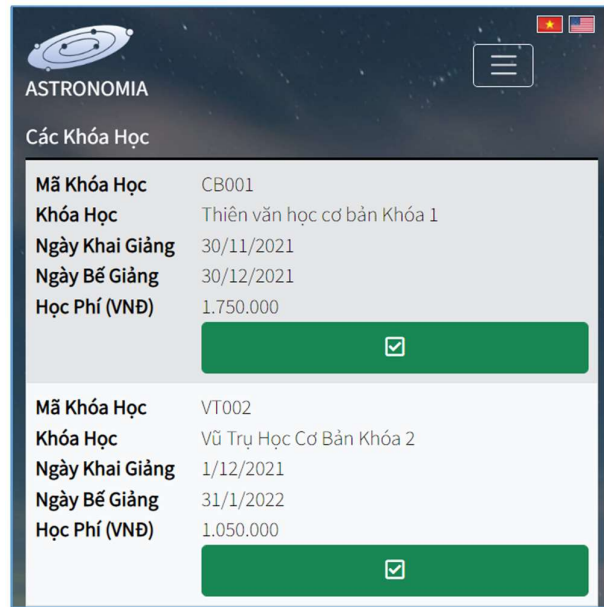 ASTRONOMIA
Các Khóa Học
Mã Khóa Học CB001
Khóa Học Thiên văn học cơ bản Khóa 1
Ngày Khai Giảng 30/11/2021
Ngày Bế Giảng 30/12/2021
Học Phí (VNĐ) 1.750.000
Mã Khóa Học VT002
Khóa Học Vũ Trụ Học Cơ Bản Khóa 2
Ngày Khai Giảng 1/12/2021
Ngày Bế Giảng 31/1/2022
Học Phí (VNĐ) 1.050.000